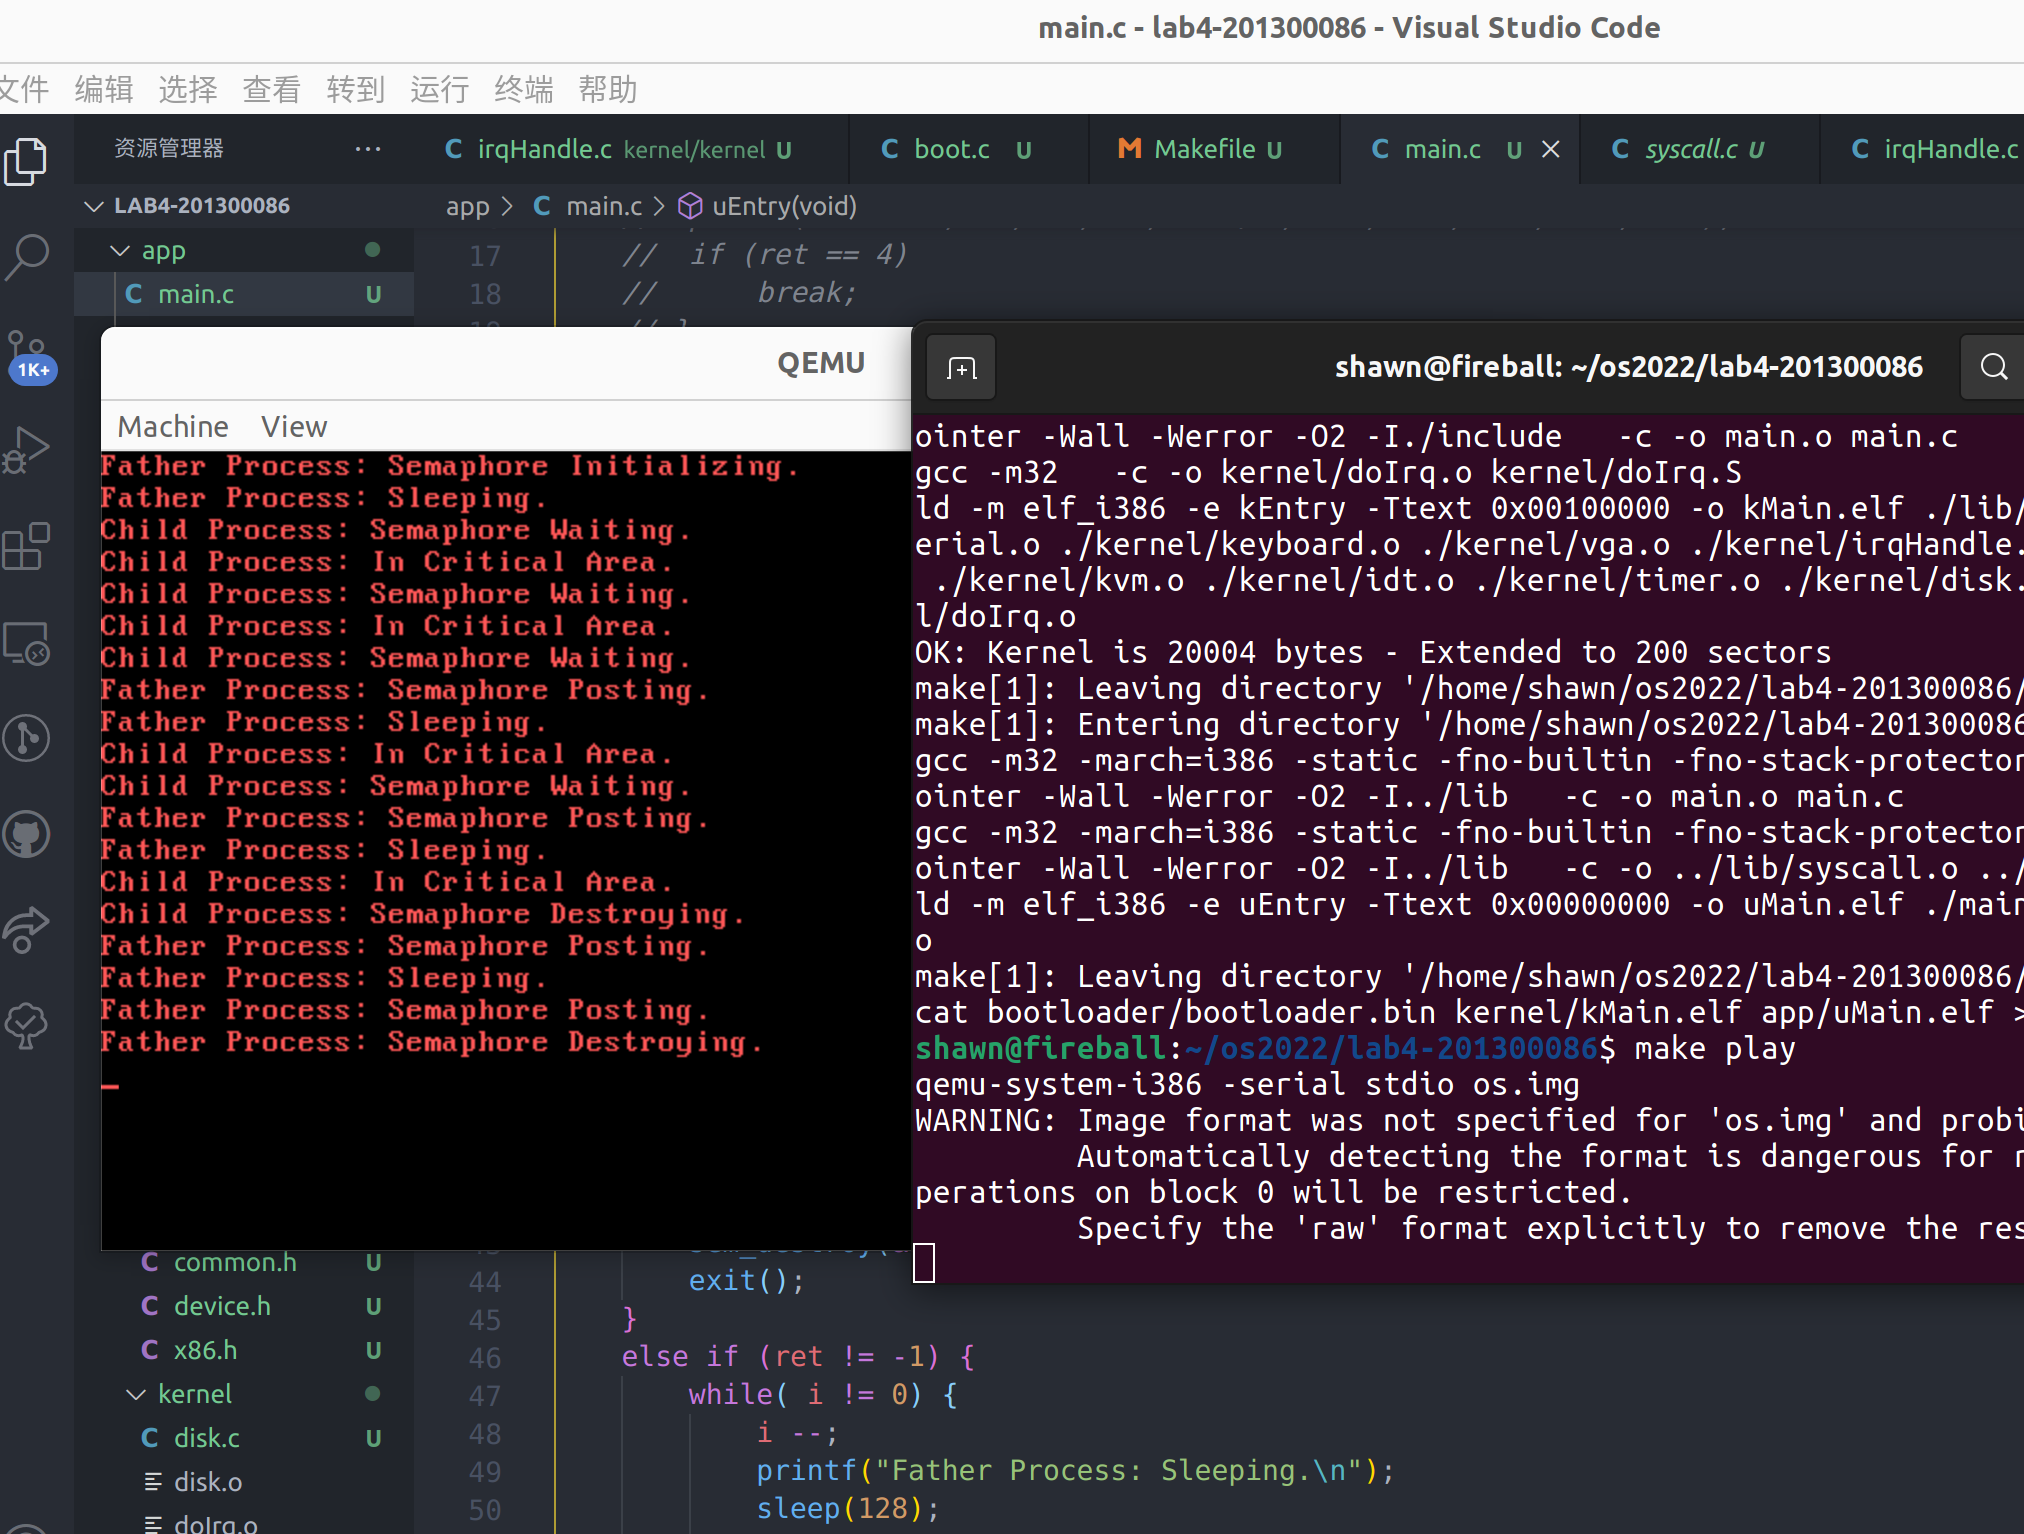 main.c - lab4-201300086 - Visual Studio Code
文件 编辑 选择 查看 转到 运行 终端 帮助
资源管理器 ···
C irqHandle.c kernel/kernel U
C boot.c U
M Makefile U
C main.c U
C syscall.c U
C irqHandle.c
LAB4-201300086
app > C main.c > uEntry(void)
app
C main.c U
1K+
17 // if (ret == 4)
18 // break;
QEMU
Machine View
Father Process: Semaphore Initializing.
Father Process: Sleeping.
Child Process: Semaphore Waiting.
Child Process: In Critical Area.
Child Process: Semaphore Waiting.
Child Process: In Critical Area.
Child Process: Semaphore Waiting.
Father Process: Semaphore Posting.
Father Process: Sleeping.
Child Process: In Critical Area.
Child Process: Semaphore Waiting.
Father Process: Semaphore Posting.
Father Process: Sleeping.
Child Process: In Critical Area.
Child Process: Semaphore Destroying.
Father Process: Semaphore Posting.
Father Process: Sleeping.
Father Process: Semaphore Posting.
Father Process: Semaphore Destroying.
shawn@fireball: ~/os2022/lab4-201300086
ointer -Wall -Werror -O2 -I./include -c -o main.o main.c
gcc -m32 -c -o kernel/doIrq.o kernel/doIrq.S
ld -m elf_i386 -e kEntry -Ttext 0x00100000 -o kMain.elf ./lib/
erial.o ./kernel/keyboard.o ./kernel/vga.o ./kernel/irqHandle.
./kernel/kvm.o ./kernel/idt.o ./kernel/timer.o ./kernel/disk.
l/doIrq.o
OK: Kernel is 20004 bytes - Extended to 200 sectors
make[1]: Leaving directory '/home/shawn/os2022/lab4-201300086/
make[1]: Entering directory '/home/shawn/os2022/lab4-201300086
gcc -m32 -march=i386 -static -fno-builtin -fno-stack-protector
ointer -Wall -Werror -O2 -I../lib -c -o main.o main.c
gcc -m32 -march=i386 -static -fno-builtin -fno-stack-protector
ointer -Wall -Werror -O2 -I../lib -c -o ../lib/syscall.o ../
ld -m elf_i386 -e uEntry -Ttext 0x00000000 -o uMain.elf ./main
o
make[1]: Leaving directory '/home/shawn/os2022/lab4-201300086/
cat bootloader/bootloader.bin kernel/kMain.elf app/uMain.elf >
shawn@fireball:~/os2022/lab4-201300086$ make play
qemu-system-i386 -serial stdio os.img
WARNING: Image format was not specified for 'os.img' and probi
Automatically detecting the format is dangerous for r
perations on block 0 will be restricted.
Specify the 'raw' format explicitly to remove the res
C common.h U
C device.h U
C x86.h U
kernel
C disk.c U
disk.o
doIrq.o
44 exit();
45 }
46 else if (ret != -1) {
47 while( i != 0) {
48 i --;
49 printf("Father Process: Sleeping.\n");
50 sleep(128);